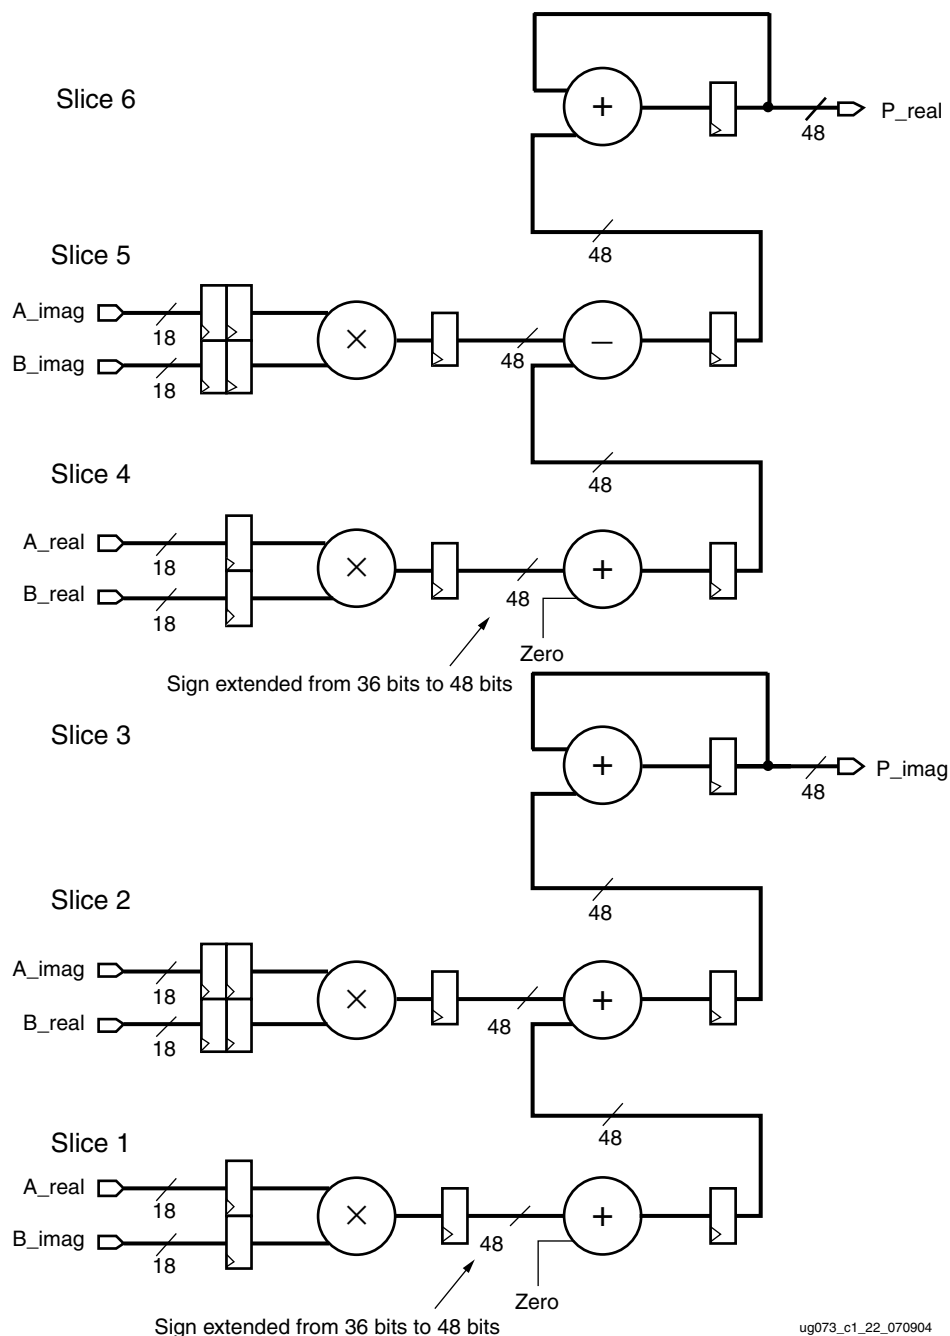 Slice 6
+
P_real
48
48
Slice 5
A_imag
18
×
48
–
B_imag
18
48
Slice 4
A_real
18
×
48
+
B_real
18
Zero
Sign extended from 36 bits to 48 bits
Slice 3
+
P_imag
48
48
Slice 2
A_imag
18
×
48
+
B_real
18
48
Slice 1
A_real
18
×
48
+
B_imag
18
Zero
Sign extended from 36 bits to 48 bits
ug073_c1_22_070904